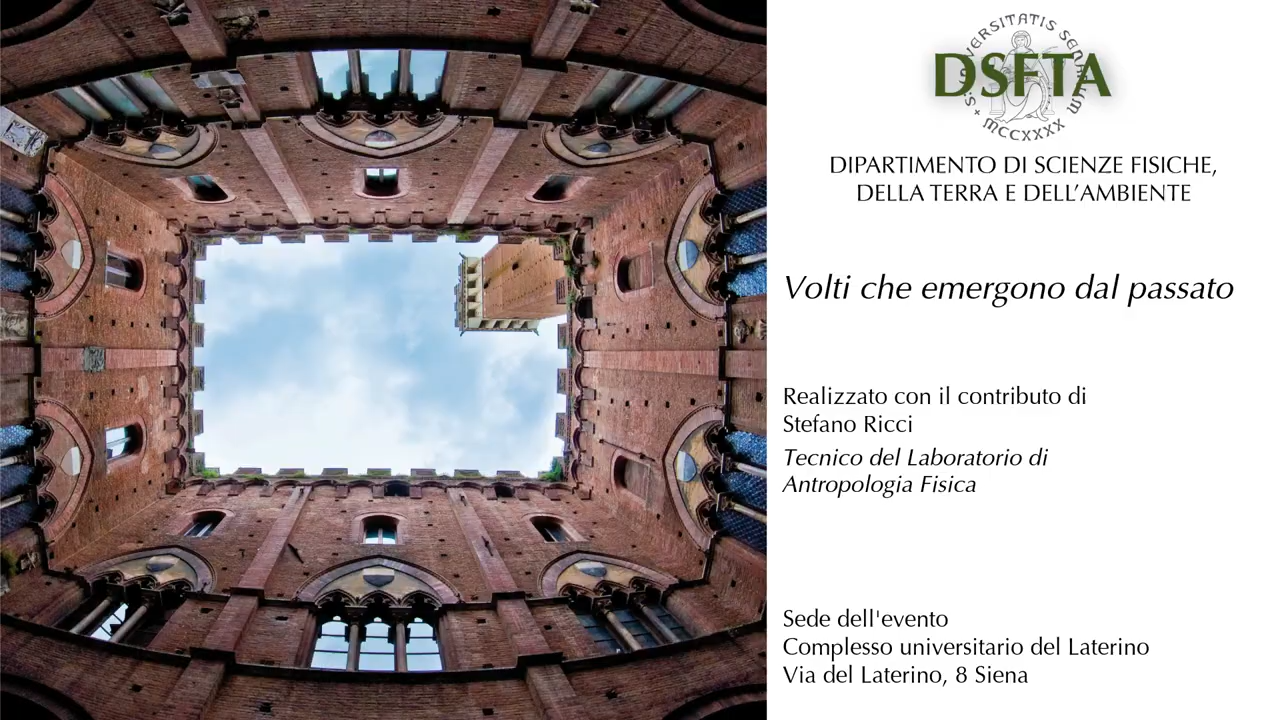 S. UNIVERSITATIS SENARUM
DSFTA
+ MCCXXXX
DIPARTIMENTO DI SCIENZE FISICHE,
DELLA TERRA E DELL’AMBIENTE
Volti che emergono dal passato
Realizzato con il contributo di
Stefano Ricci
Tecnico del Laboratorio di
Antropologia Fisica
Sede dell'evento
Complesso universitario del Laterino
Via del Laterino, 8 Siena